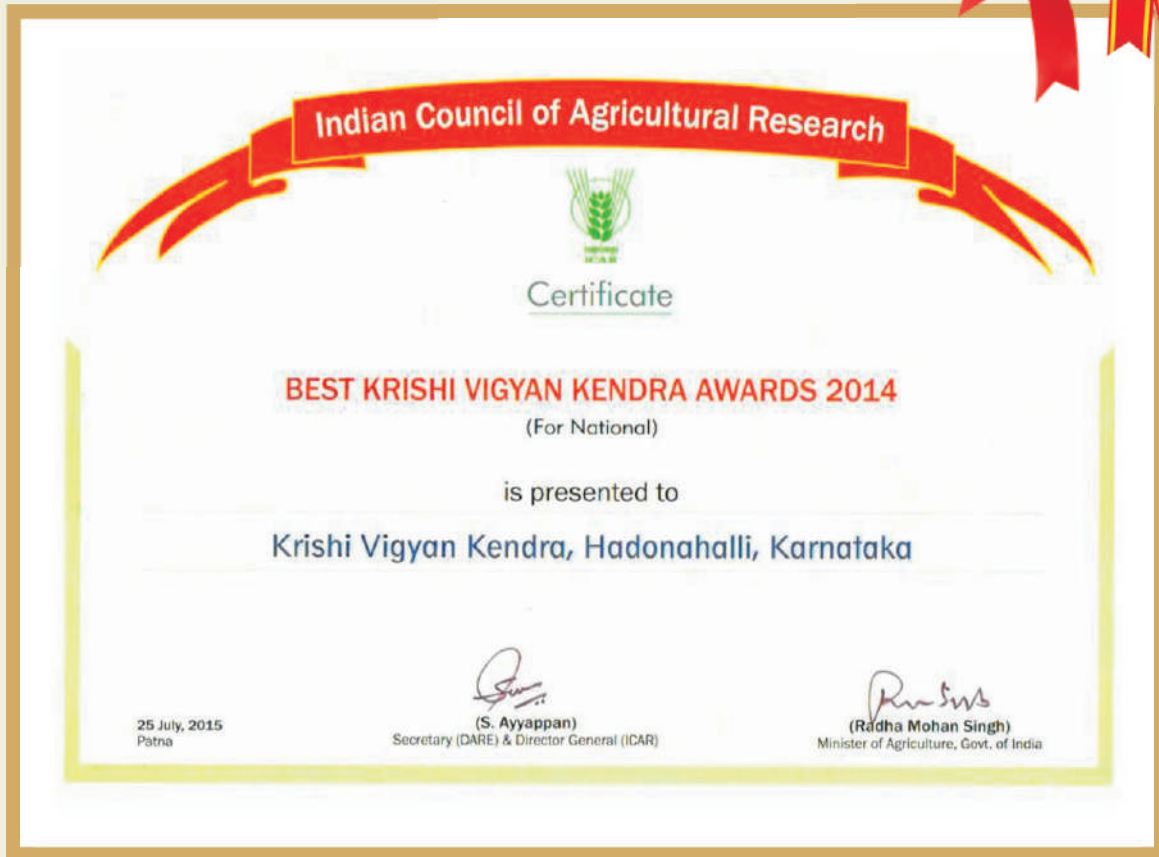 Indian Council of Agricultural Research
ICAR
Certificate
BEST KRISHI VIGYAN KENDRA AWARDS 2014
(For National)
is presented to
Krishi Vigyan Kendra, Hadonahalli, Karnataka
25 July, 2015
Patna
(S. Ayyappan)
Secretary (DARE) & Director General (ICAR)
(Radha Mohan Singh)
Minister of Agriculture, Govt. of India